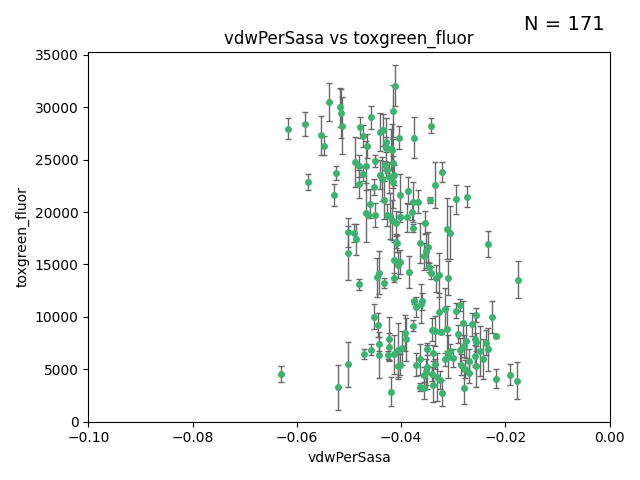 N = 171
vdwPerSasa vs toxgreen_fluor
toxgreen_fluor
35000
30000
25000
20000
15000
10000
5000
0
−0.10 −0.08 −0.06 −0.04 −0.02 0.00
vdwPerSasa